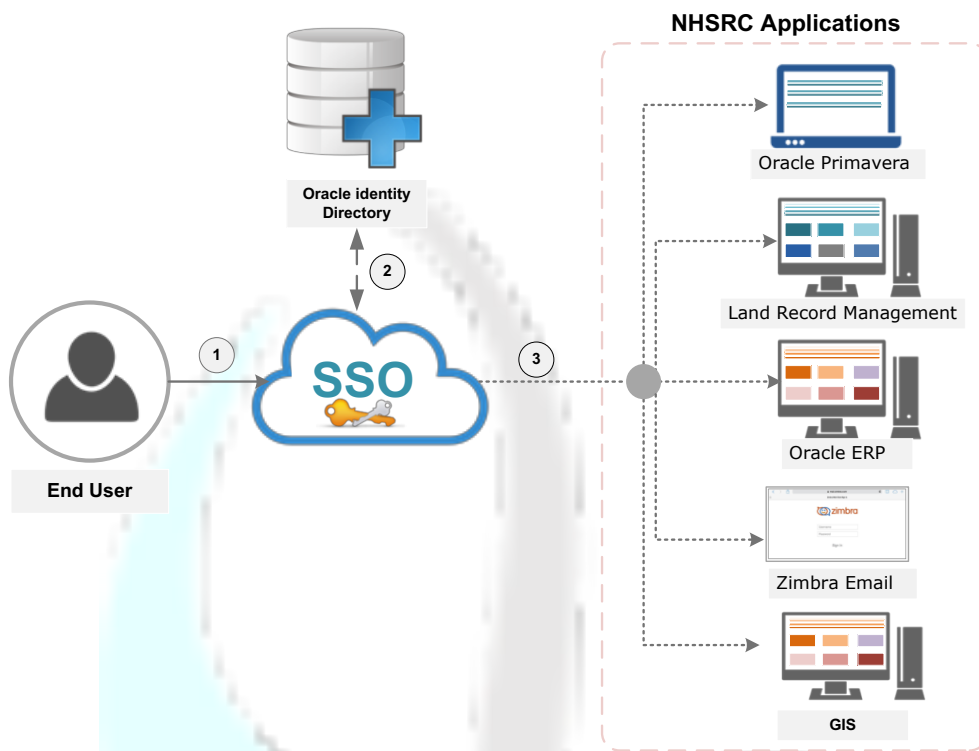 NHSRC Applications
Oracle Primavera
Oracle identity
Directory
2
Land Record Management
1
SSO
3
Oracle ERP
End User
zimbra
Zimbra Email
GIS